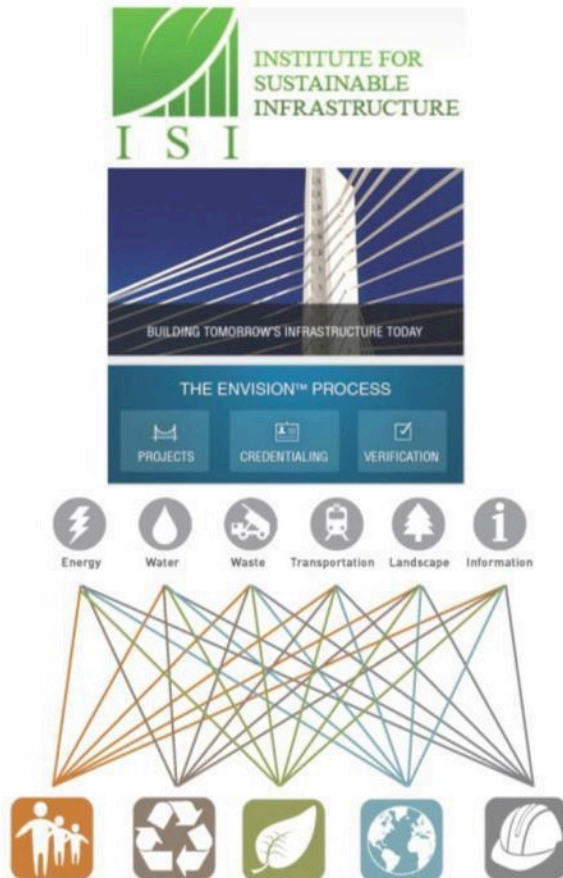 INSTITUTE FOR
SUSTAINABLE
INFRASTRUCTURE
I S I
BUILDING TOMORROW'S INFRASTRUCTURE TODAY
THE ENVISION™ PROCESS
PROJECTS CREDENTIALING VERIFICATION
Energy Water Waste Transportation Landscape Information